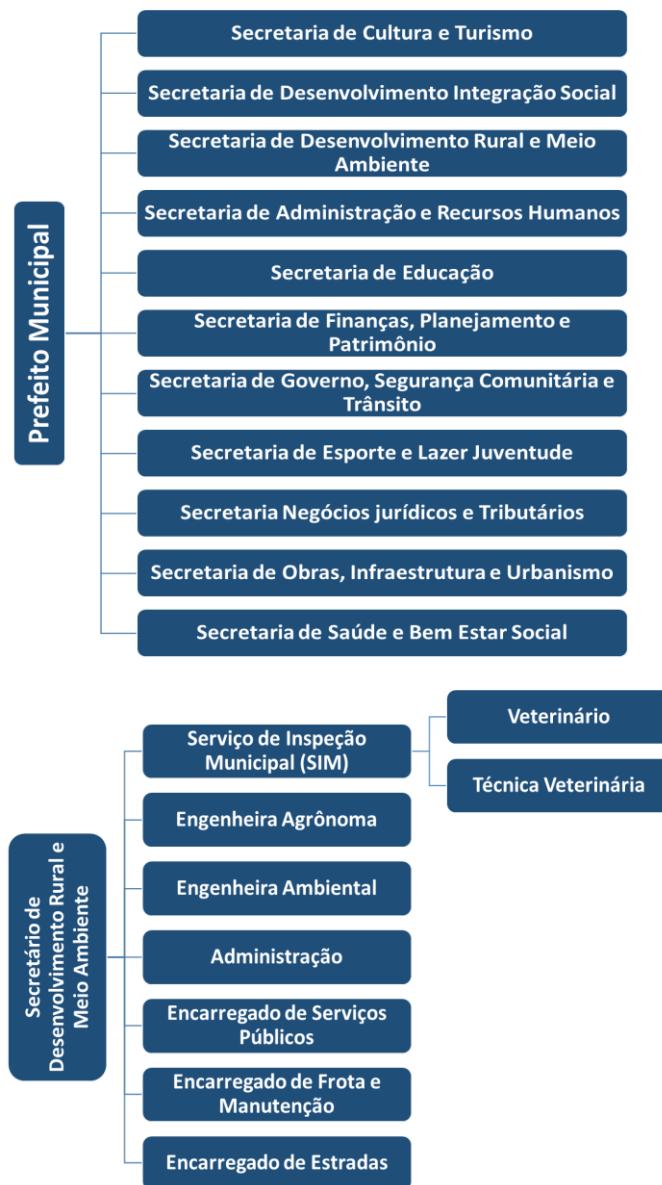 Prefeito Municipal
Secretaria de Cultura e Turismo
Secretaria de Desenvolvimento Integração Social
Secretaria de Desenvolvimento Rural e Meio
Ambiente
Secretaria de Administração e Recursos Humanos
Secretaria de Educação
Secretaria de Finanças, Planejamento e
Patrimônio
Secretaria de Governo, Segurança Comunitária e
Trânsito
Secretaria de Esporte e Lazer Juventude
Secretaria Negócios jurídicos e Tributários
Secretaria de Obras, Infraestrutura e Urbanismo
Secretaria de Saúde e Bem Estar Social
Secretário de
Desenvolvimento Rural e
Meio Ambiente
Serviço de Inspeção
Municipal (SIM)
Veterinário
Técnica Veterinária
Engenheira Agrônoma
Engenheira Ambiental
Administração
Encarregado de Serviços
Públicos
Encarregado de Frota e
Manutenção
Encarregado de Estradas